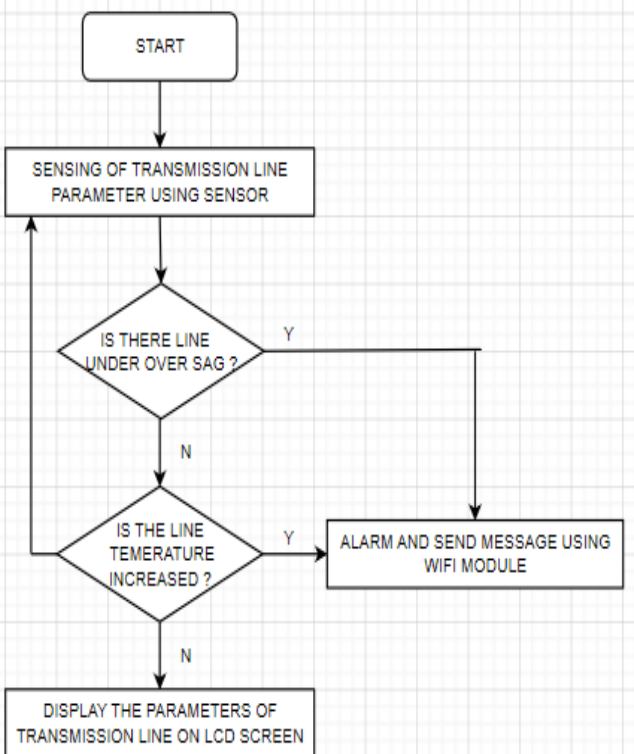 START
SENSING OF TRANSMISSION LINE
PARAMETER USING SENSOR
IS THERE LINE
UNDER OVER SAG ?
Y
N
IS THE LINE
TEMERATURE
INCREASED ?
Y
ALARM AND SEND MESSAGE USING
WIFI MODULE
N
DISPLAY THE PARAMETERS OF
TRANSMISSION LINE ON LCD SCREEN